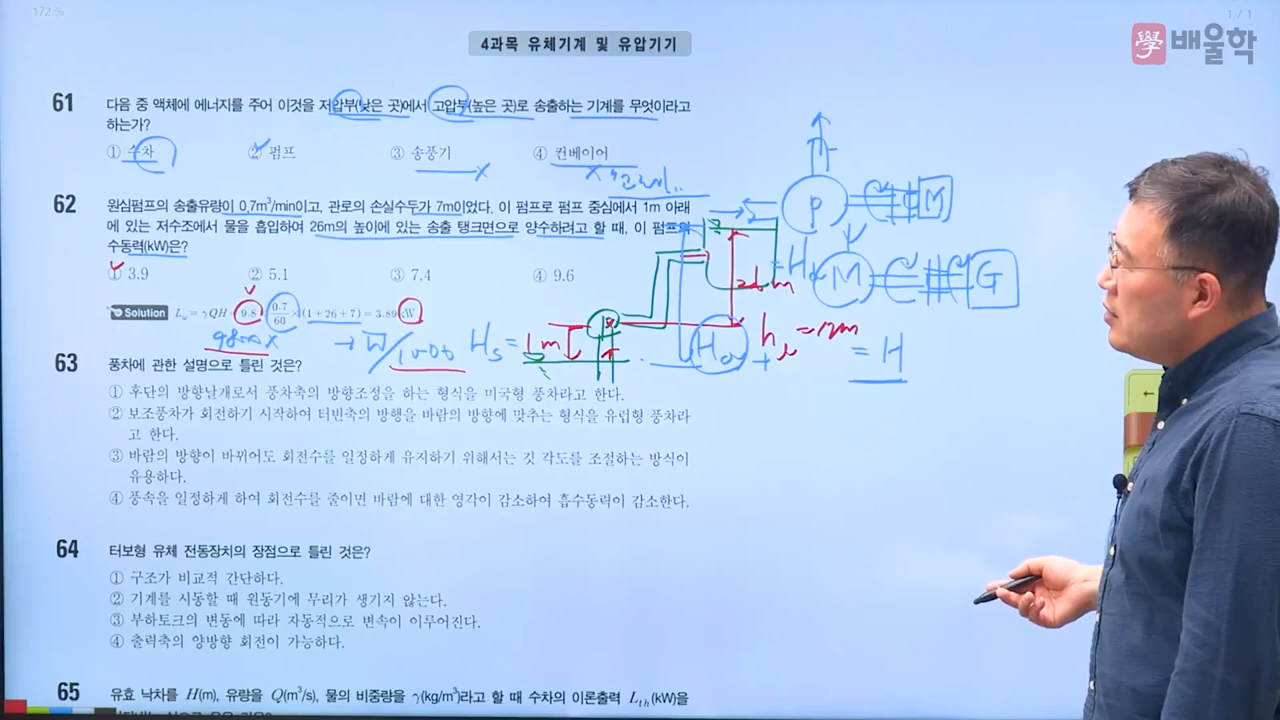 172 %
1 / 1
學 배울학
4과목 유체기계 및 유압기기
61 다음 중 액체에 에너지를 주어 이것을 저압부(낮은 곳)에서 고압부(높은 곳)로 송출하는 기계를 무엇이라고
하는가?
① 수차 ② 펌프 ③ 송풍기 ④ 컨베이어
62 원심펌프의 송출유량이 0.7m³/min이고, 관로의 손실수두가 7m이었다. 이 펌프로 펌프 중심에서 1m 아래
에 있는 저수조에서 물을 흡입하여 26m의 높이에 있는 송출 탱크면으로 양수하려고 할 때, 이 펌프의
수동력(kW)은?
① 3.9 ② 5.1 ③ 7.4 ④ 9.6
Solution L_w = γQH 9.8 0.7/60 × (1+26+7) = 3.89 kW
9800 × → W/1000
P M
M G
26m = H_d
H_s = 1m
h_L = 7m
H_a + = H
63 풍차에 관한 설명으로 틀린 것은?
① 후단의 방향날개로서 풍차축의 방향조정을 하는 형식을 미국형 풍차라고 한다.
② 보조풍차가 회전하기 시작하여 터빈축의 방행을 바람의 방향에 맞추는 형식을 유럽형 풍차라
고 한다.
③ 바람의 방향이 바뀌어도 회전수를 일정하게 유지하기 위해서는 깃 각도를 조절하는 방식이
유용하다.
④ 풍속을 일정하게 하여 회전수를 줄이면 바람에 대한 영각이 감소하여 흡수동력이 감소한다.
64 터보형 유체 전동장치의 장점으로 틀린 것은?
① 구조가 비교적 간단하다.
② 기계를 시동할 때 원동기에 무리가 생기지 않는다.
③ 부하토크의 변동에 따라 자동적으로 변속이 이루어진다.
④ 출력축의 양방향 회전이 가능하다.
65 유효 낙차를 H(m), 유량을 Q(m³/s), 물의 비중량을 γ(kg/m³)라고 할 때 수차의 이론출력 L_th(kW)을